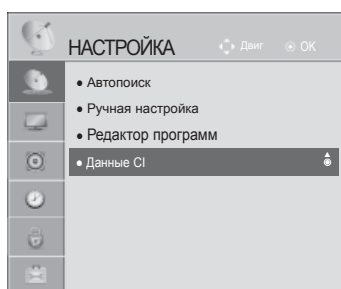 НАСТРОЙКА Двиг OK
• Автопоиск
• Ручная настройка
• Редактор программ
• Данные CI